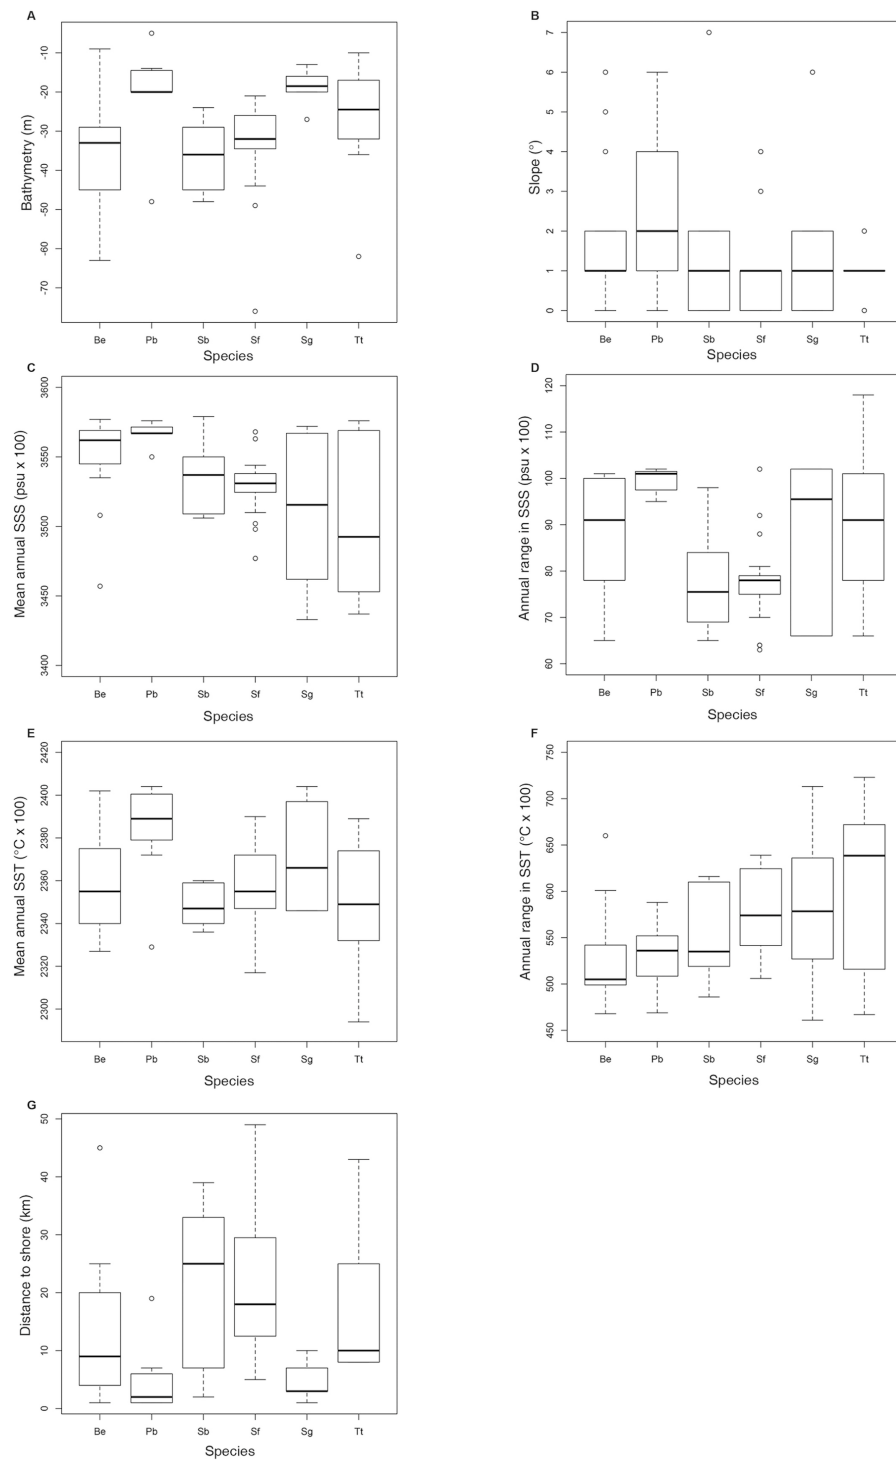 A
Bathymetry (m)
-10
-20
-30
-40
-50
-60
-70
Be Pb Sb Sf Sg Tt
Species
B
Slope (°)
7
6
5
4
3
2
1
0
Be Pb Sb Sf Sg Tt
Species
C
Mean annual SSS (psu x 100)
3600
3550
3500
3450
3400
Be Pb Sb Sf Sg Tt
Species
D
Annual range in SSS (psu x 100)
120
110
100
90
80
70
60
Be Pb Sb Sf Sg Tt
Species
E
Mean annual SST (°C x 100)
2420
2400
2380
2360
2340
2320
2300
Be Pb Sb Sf Sg Tt
Species
F
Annual range in SST (°C x 100)
750
700
650
600
550
500
450
Be Pb Sb Sf Sg Tt
Species
G
Distance to shore (km)
50
40
30
20
10
0
Be Pb Sb Sf Sg Tt
Species